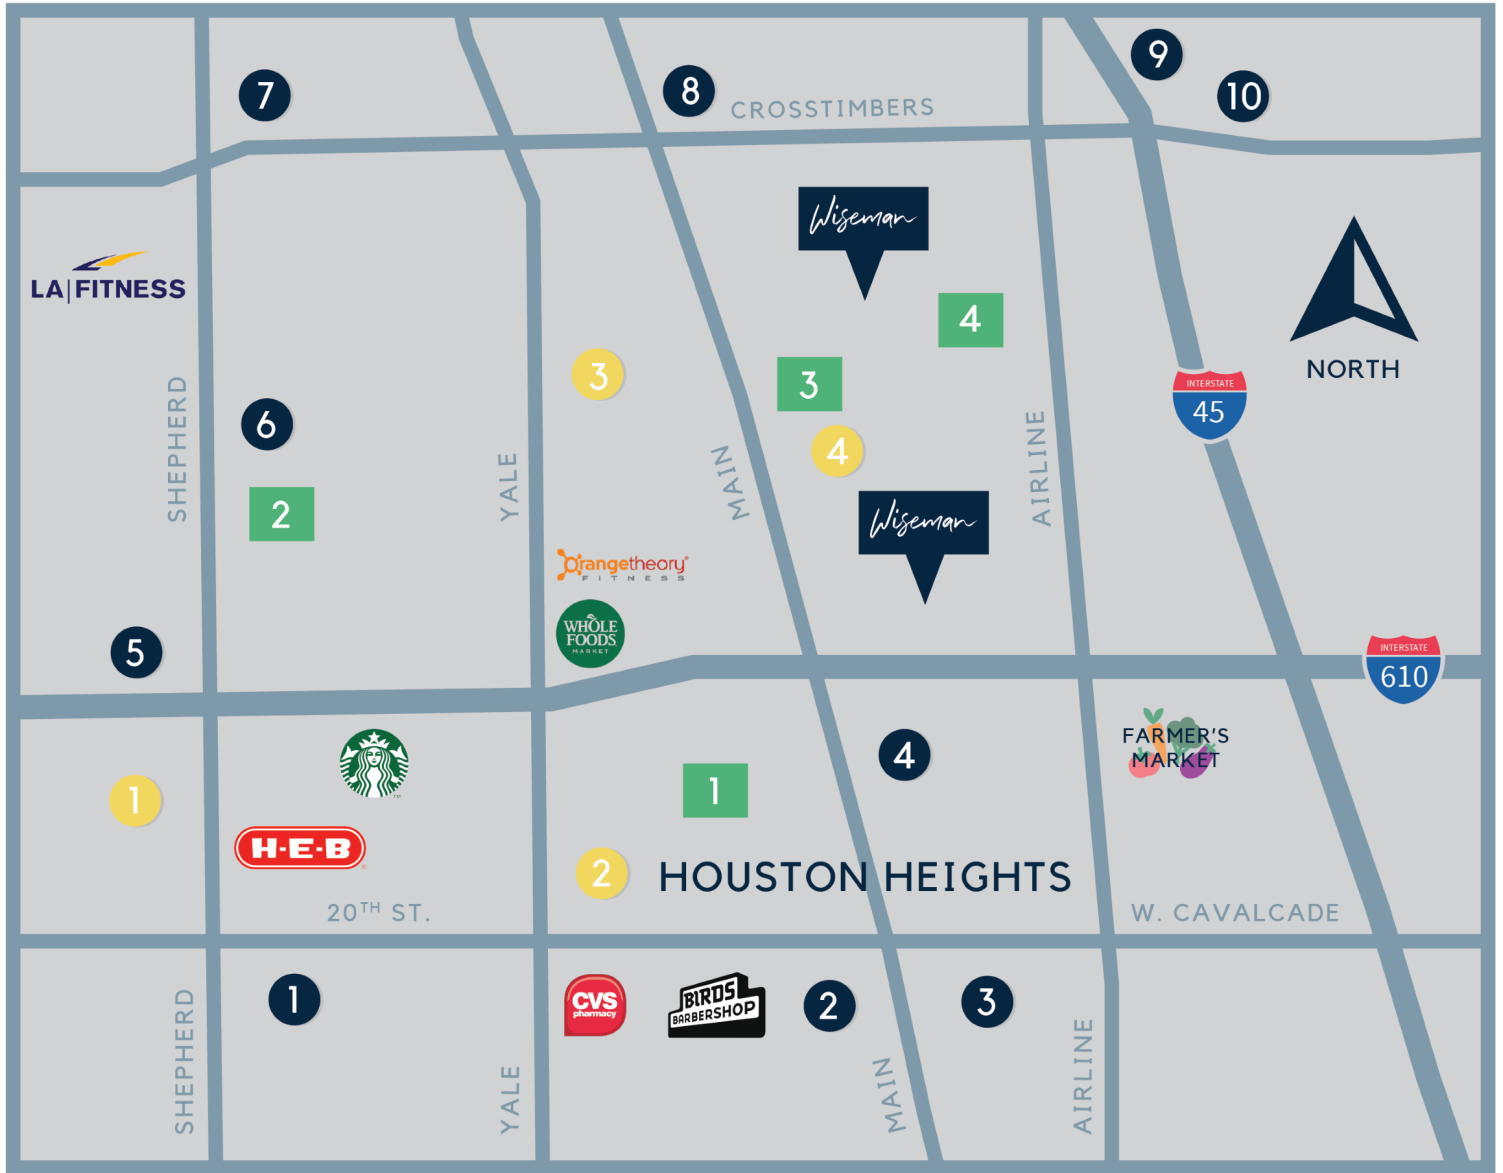 9
7
8
10
CROSSTIMBERS
Wiseman
LA|FITNESS
4
NORTH
3
3
INTERSTATE
45
SHEPHERD
6
4
YALE
MAIN
AIRLINE
2
Wiseman
Orangetheory®
FITNESS
WHOLE
FOODS
MARKET
5
INTERSTATE
610
FARMER'S
MARKET
4
1
1
™
H-E-B
2
HOUSTON HEIGHTS
20TH ST.
W. CAVALCADE
1
CVS
pharmacy
BIRDS
BARBERSHOP
2
3
SHEPHERD
YALE
MAIN
AIRLINE